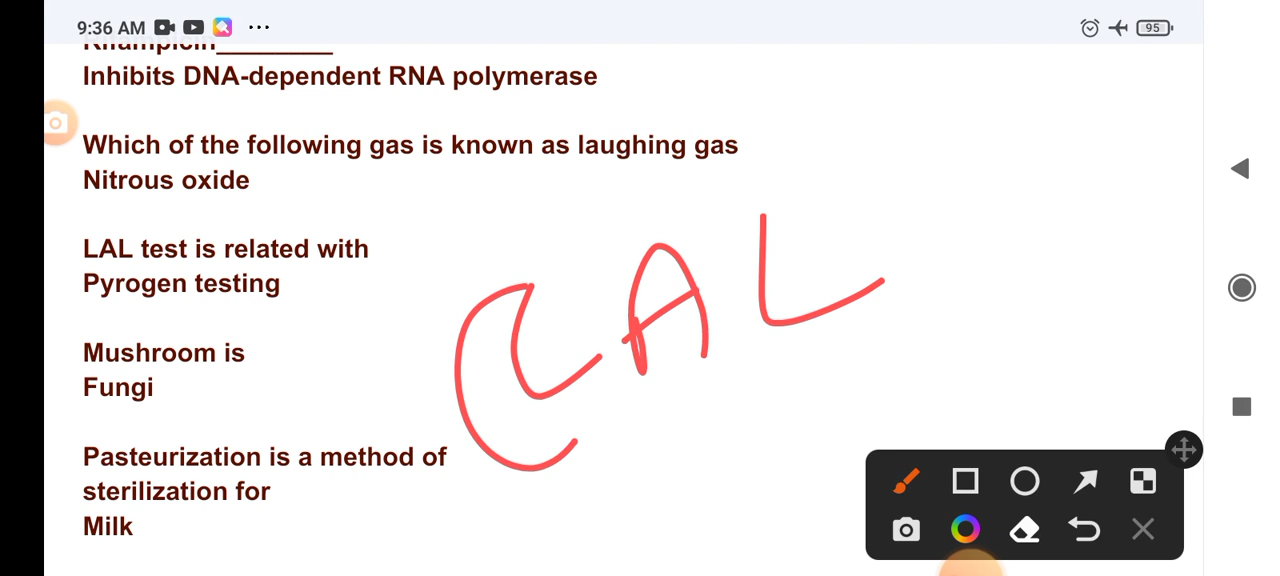 9:36 AM
Rifampicin________
Inhibits DNA-dependent RNA polymerase
Which of the following gas is known as laughing gas
Nitrous oxide
LAL test is related with
Pyrogen testing
Mushroom is
Fungi
Pasteurization is a method of
sterilization for
Milk
LAL
95